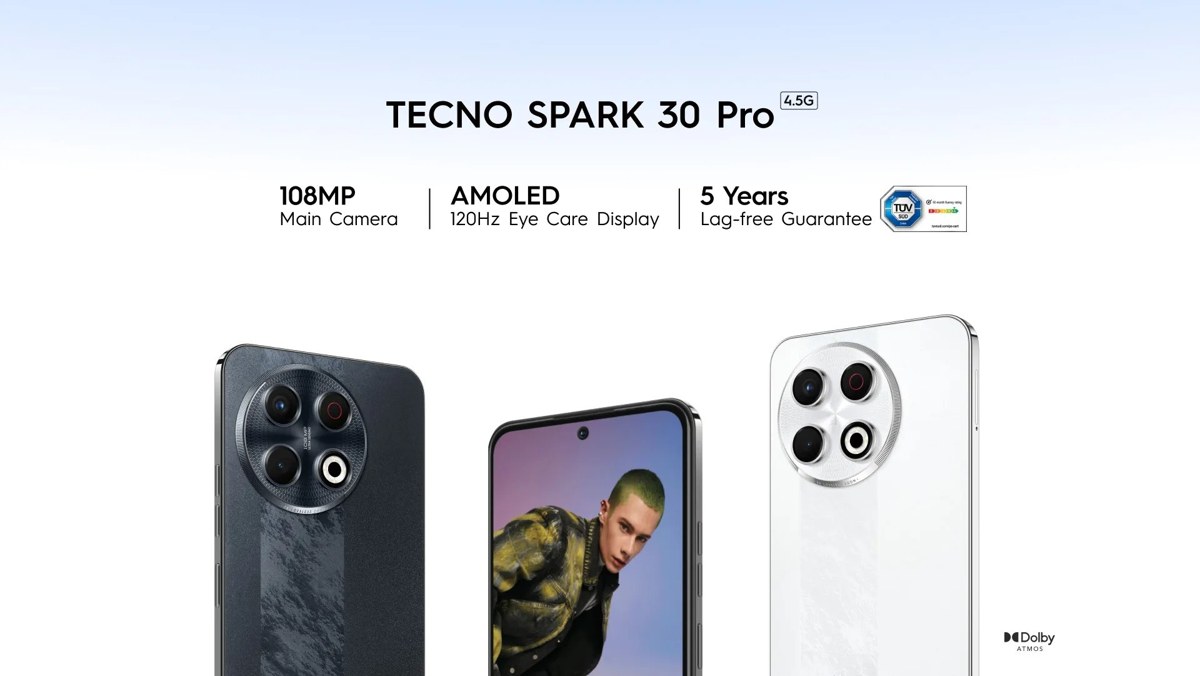 TECNO SPARK 30 Pro 4.5G
108MP
Main Camera
AMOLED
120Hz Eye Care Display
5 Years
Lag-free Guarantee
TÜV
SÜD
Dolby
ATMOS